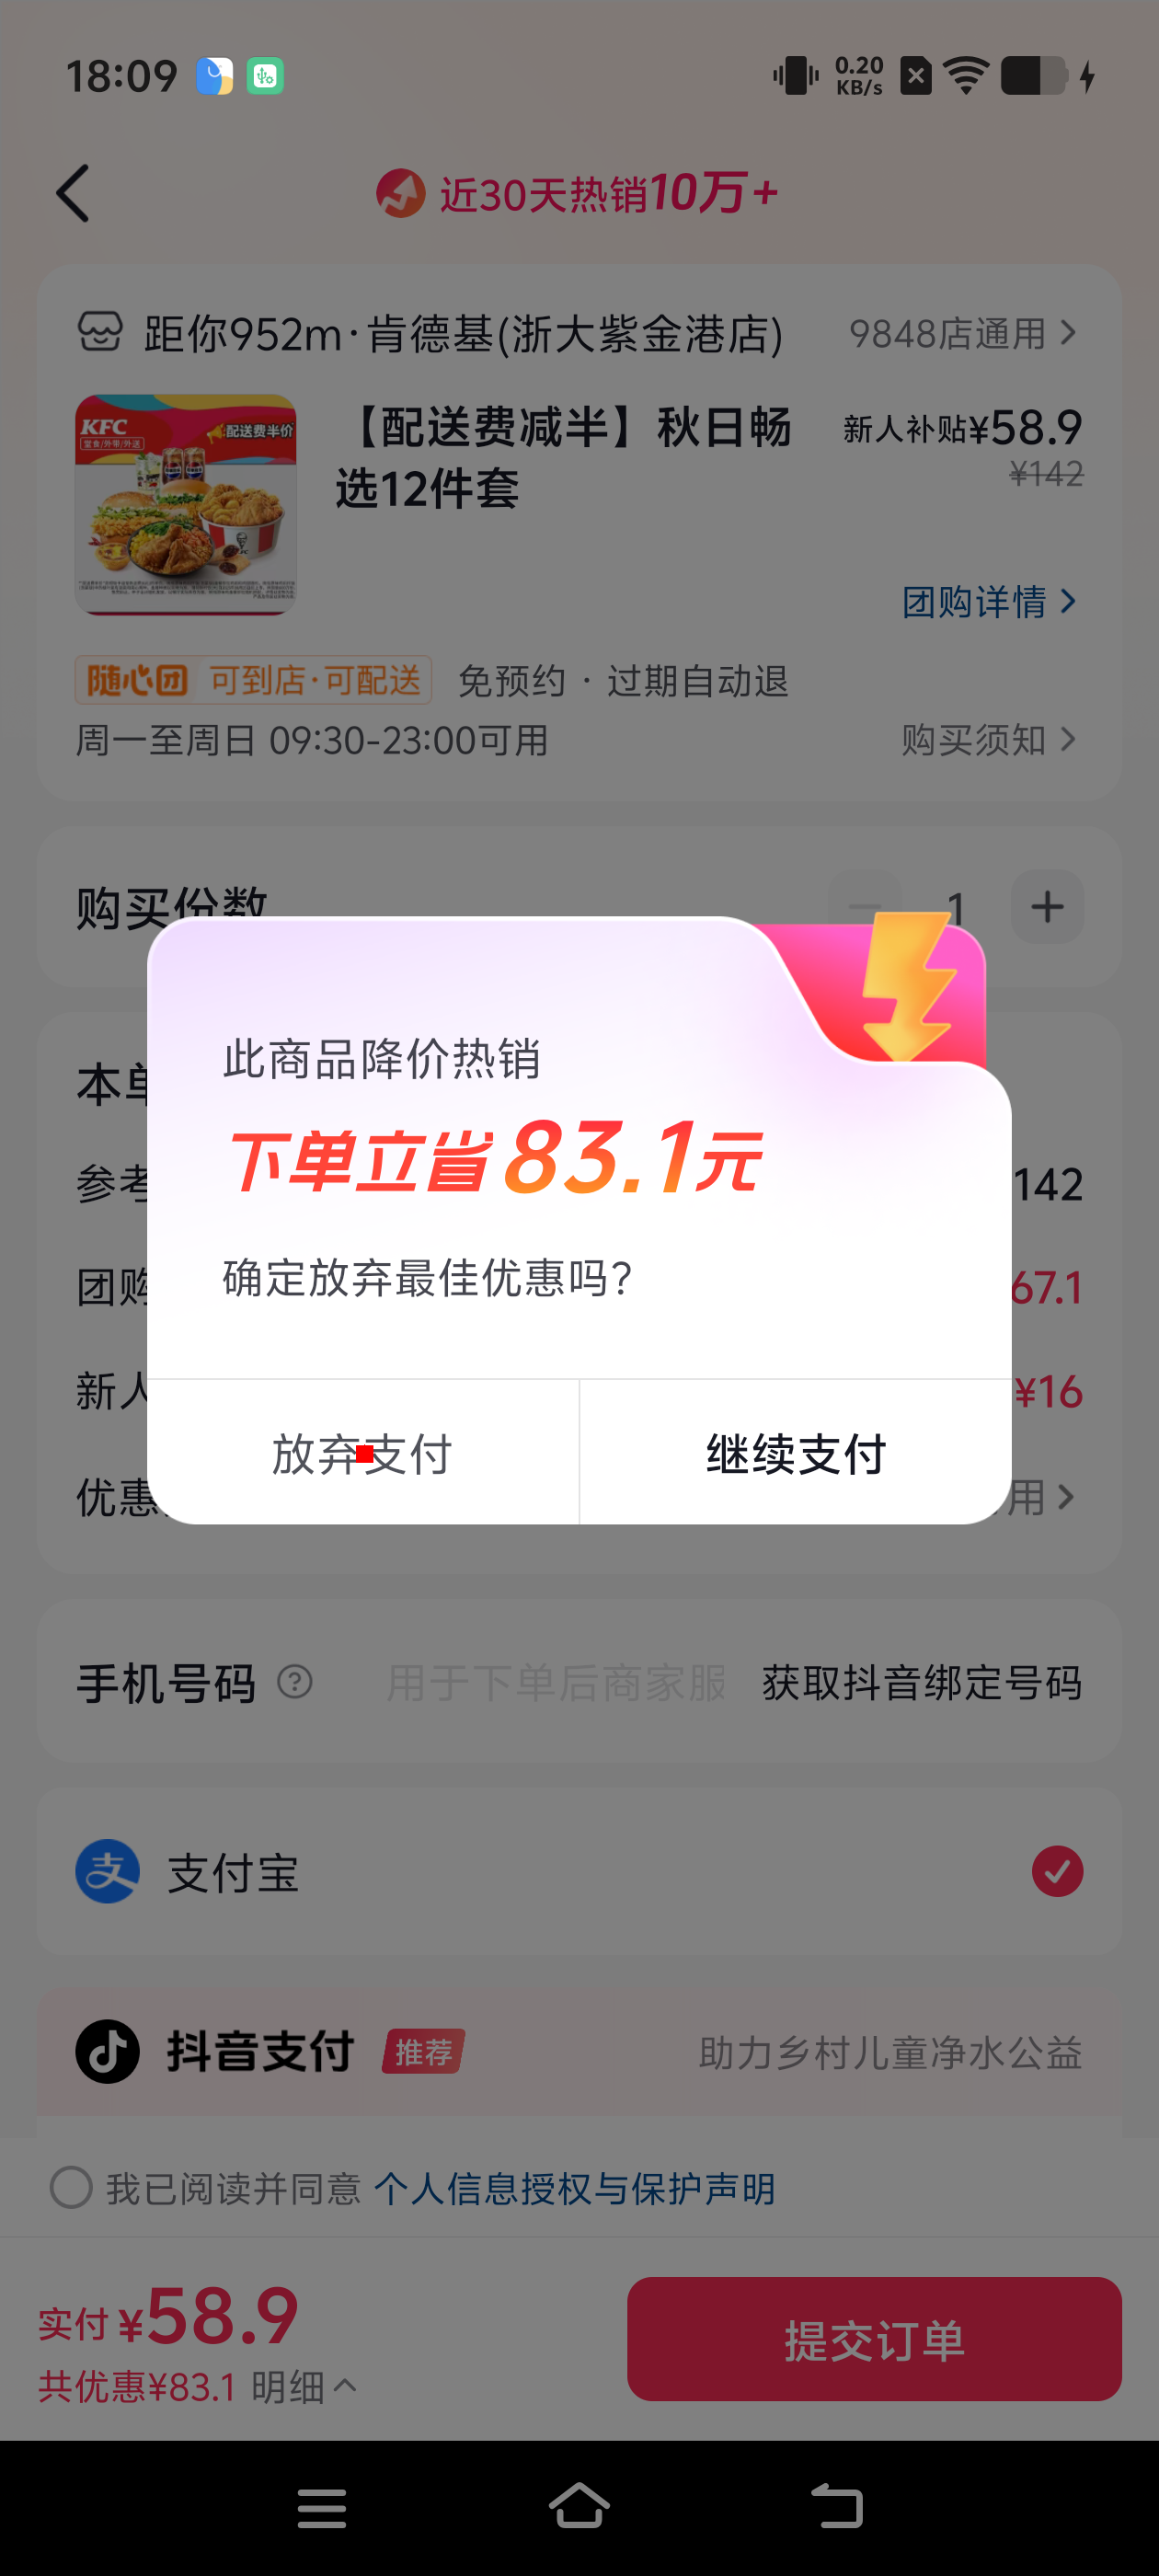 18:09
0.20
KB/s
近30天热销10万+
距你952m·肯德基(浙大紫金港店)
9848店通用
KFC
堂食/外带/外送
配送费半价
【配送费减半】秋日畅
选12件套
新人补贴¥58.9
¥142
团购详情
随心团 可到店·可配送
免预约 · 过期自动退
周一至周日 09:30-23:00可用
购买须知
购买份数
1
此商品降价热销
下单立省83.1元
确定放弃最佳优惠吗?
放弃支付
继续支付
本单
参考
142
团购
67.1
新人
¥16
优惠
用
手机号码
用于下单后商家服
获取抖音绑定号码
支付宝
抖音支付
推荐
助力乡村儿童净水公益
我已阅读并同意 个人信息授权与保护声明
实付 ¥58.9
共优惠¥83.1 明细
提交订单